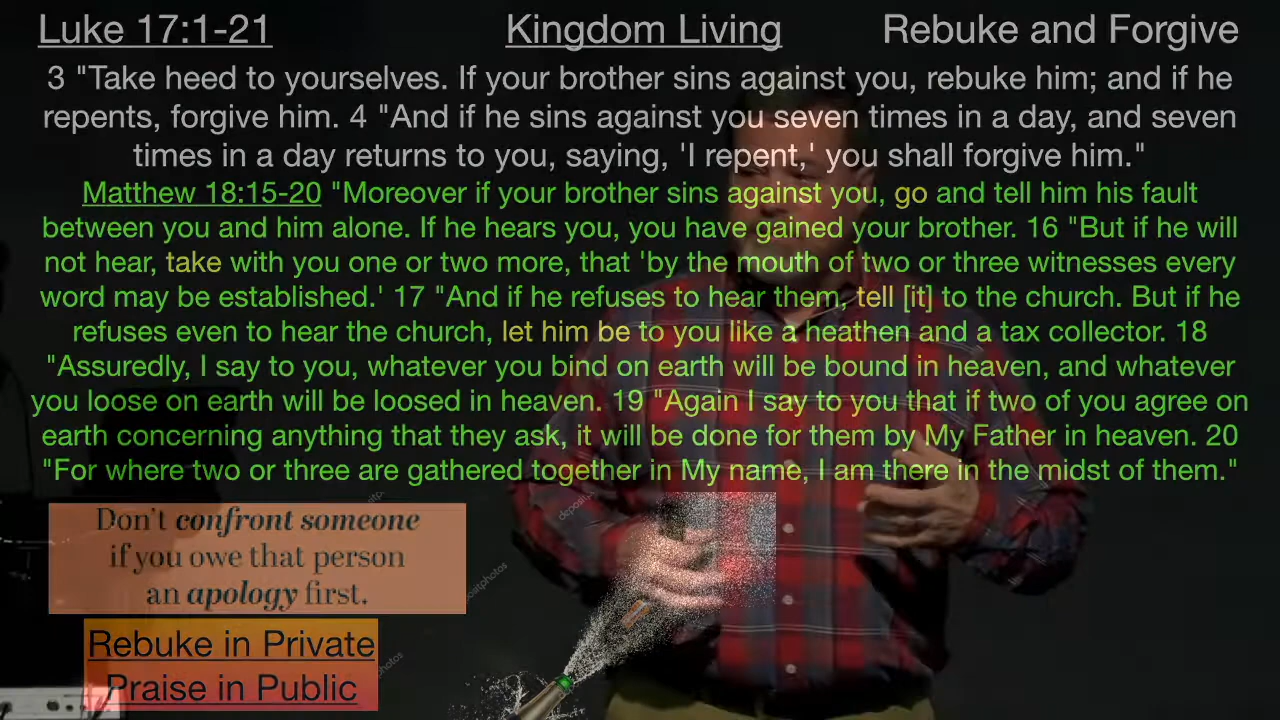 Luke 17:1-21 Kingdom Living Rebuke and Forgive
3 "Take heed to yourselves. If your brother sins against you, rebuke him; and if he
repents, forgive him. 4 "And if he sins against you seven times in a day, and seven
times in a day returns to you, saying, 'I repent,' you shall forgive him."
Matthew 18:15-20 "Moreover if your brother sins against you, go and tell him his fault
between you and him alone. If he hears you, you have gained your brother. 16 "But if he will
not hear, take with you one or two more, that 'by the mouth of two or three witnesses every
word may be established.' 17 "And if he refuses to hear them, tell [it] to the church. But if he
refuses even to hear the church, let him be to you like a heathen and a tax collector. 18
"Assuredly, I say to you, whatever you bind on earth will be bound in heaven, and whatever
you loose on earth will be loosed in heaven. 19 "Again I say to you that if two of you agree on
earth concerning anything that they ask, it will be done for them by My Father in heaven. 20
"For where two or three are gathered together in My name, I am there in the midst of them."
Don't confront someone
if you owe that person
an apology first.
Rebuke in Private
Praise in Public